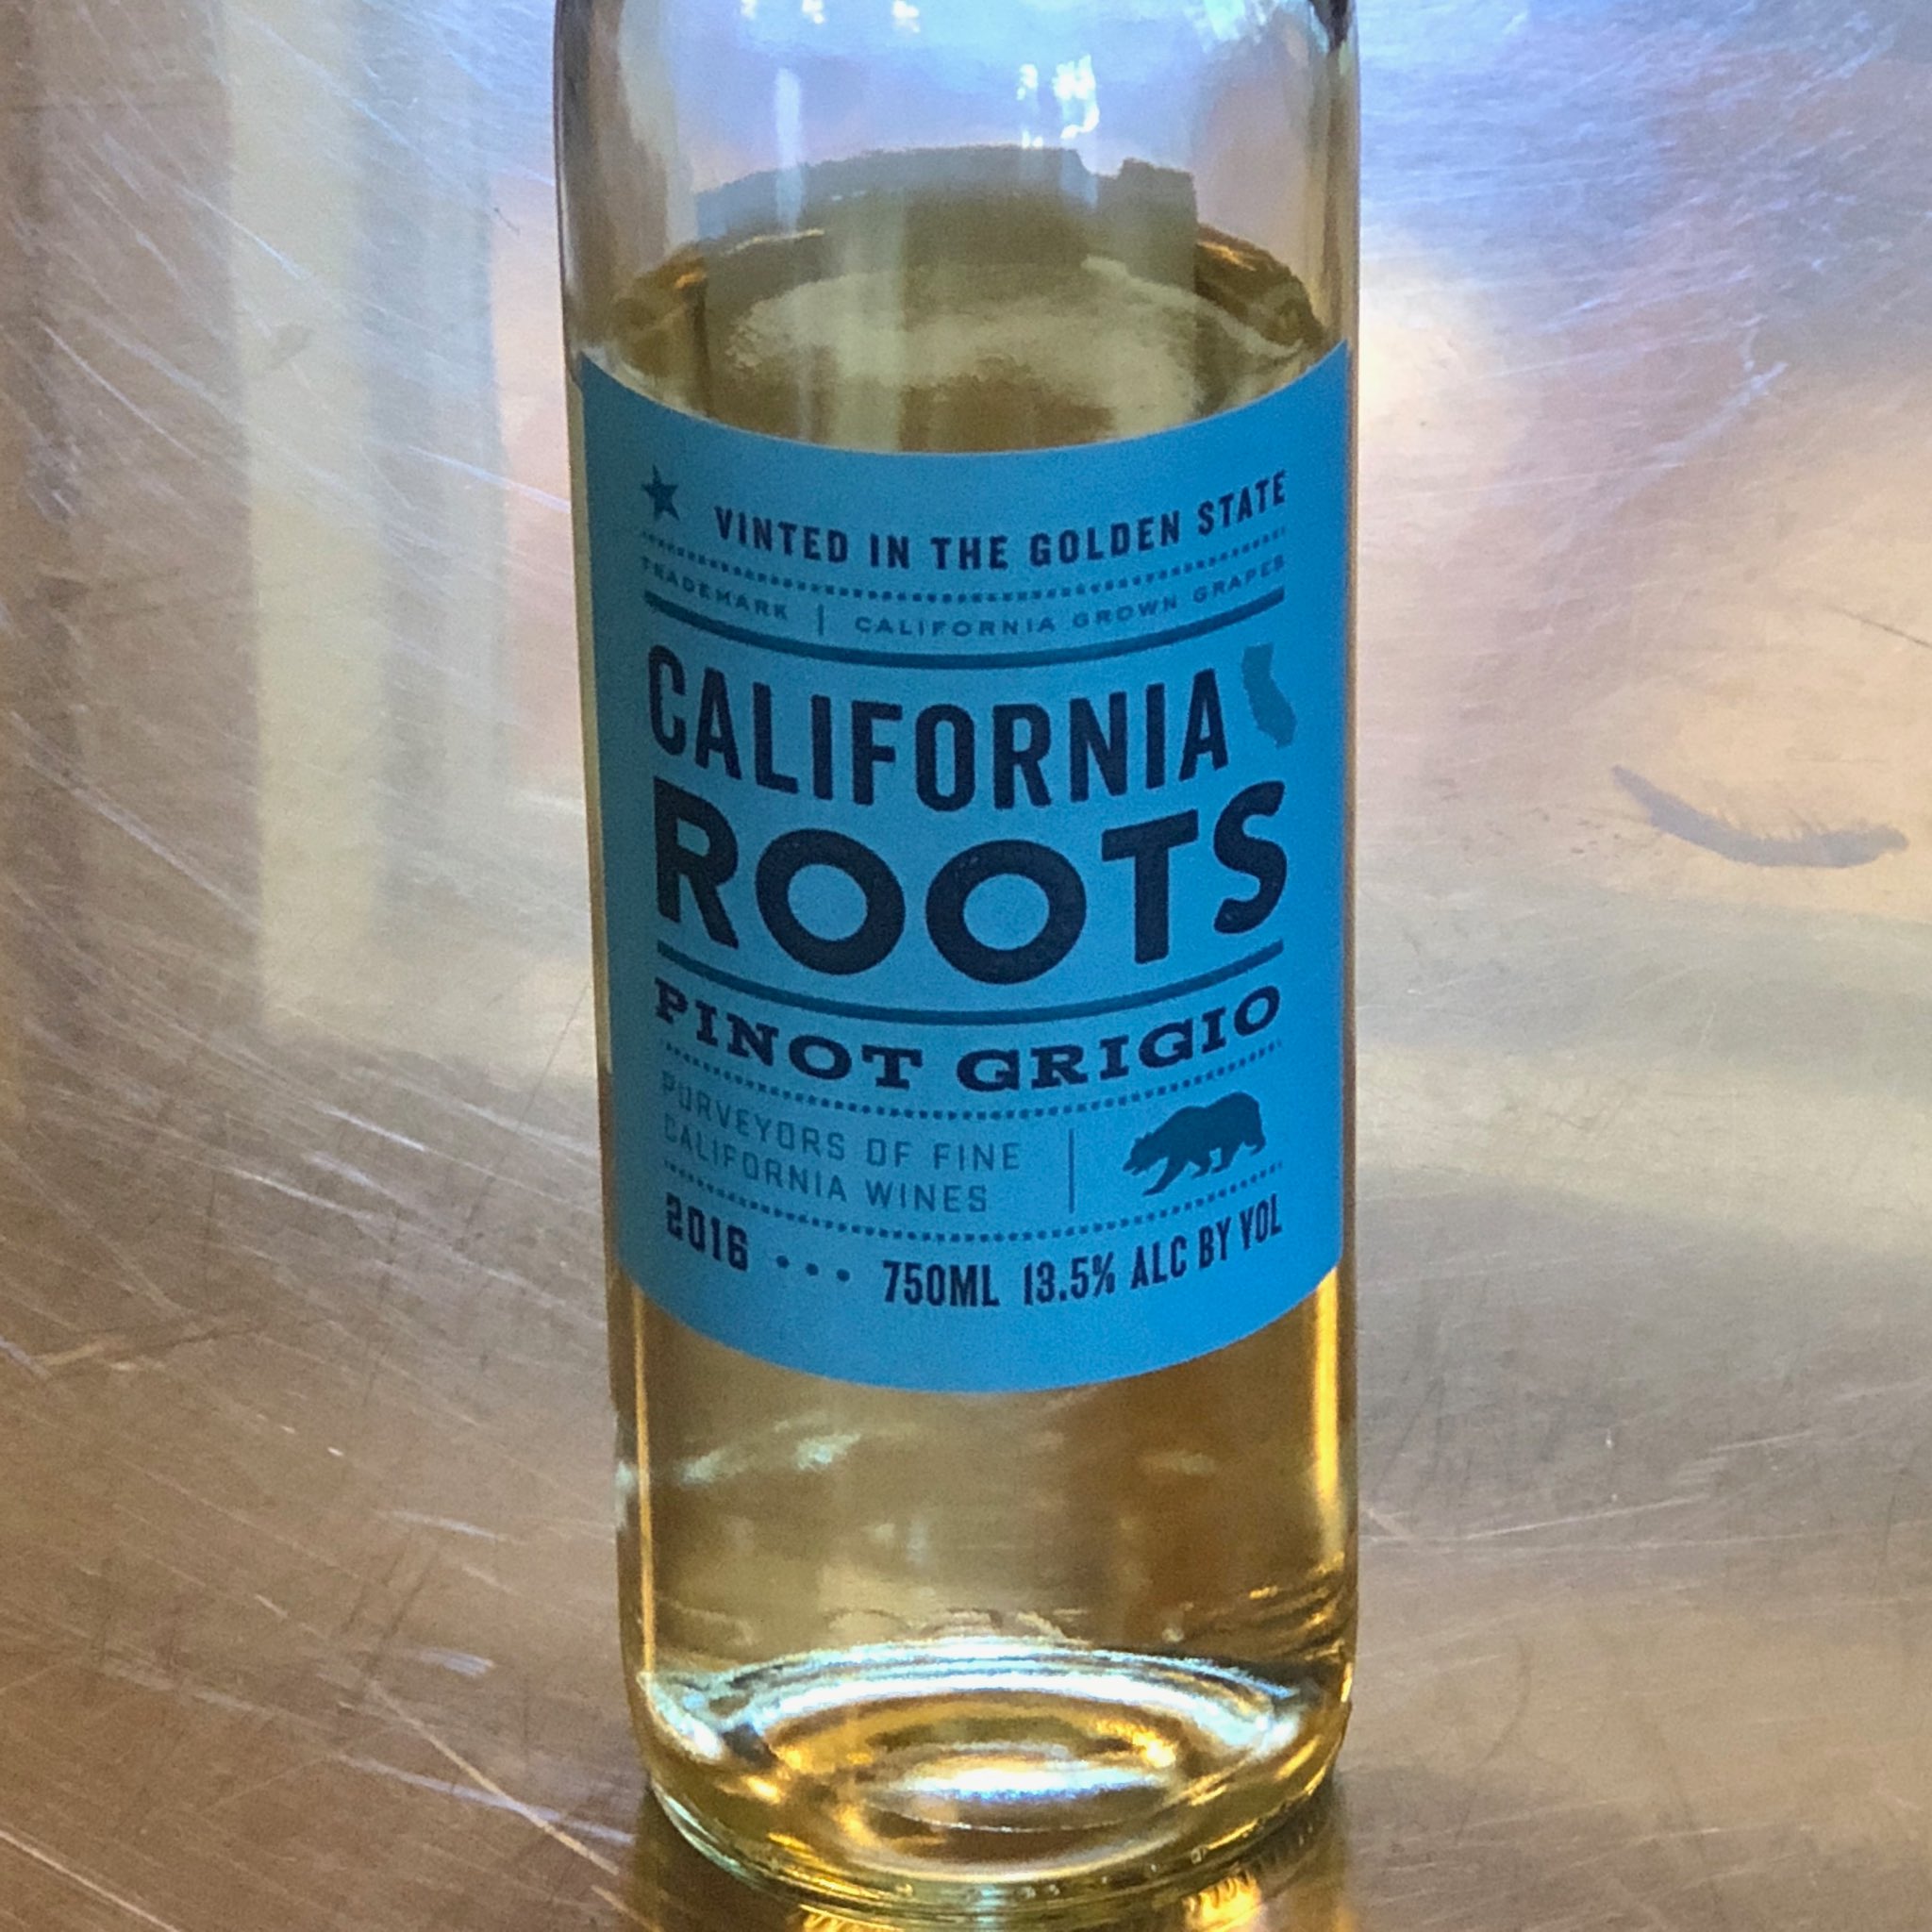 VINTED IN THE GOLDEN STATE
TRADEMARK | CALIFORNIA GROWN GRAPES
CALIFORNIA
ROOTS
PINOT GRIGIO
PURVEYORS OF FINE
CALIFORNIA WINES
2016 ••• 750ML 13.5% ALC BY VOL